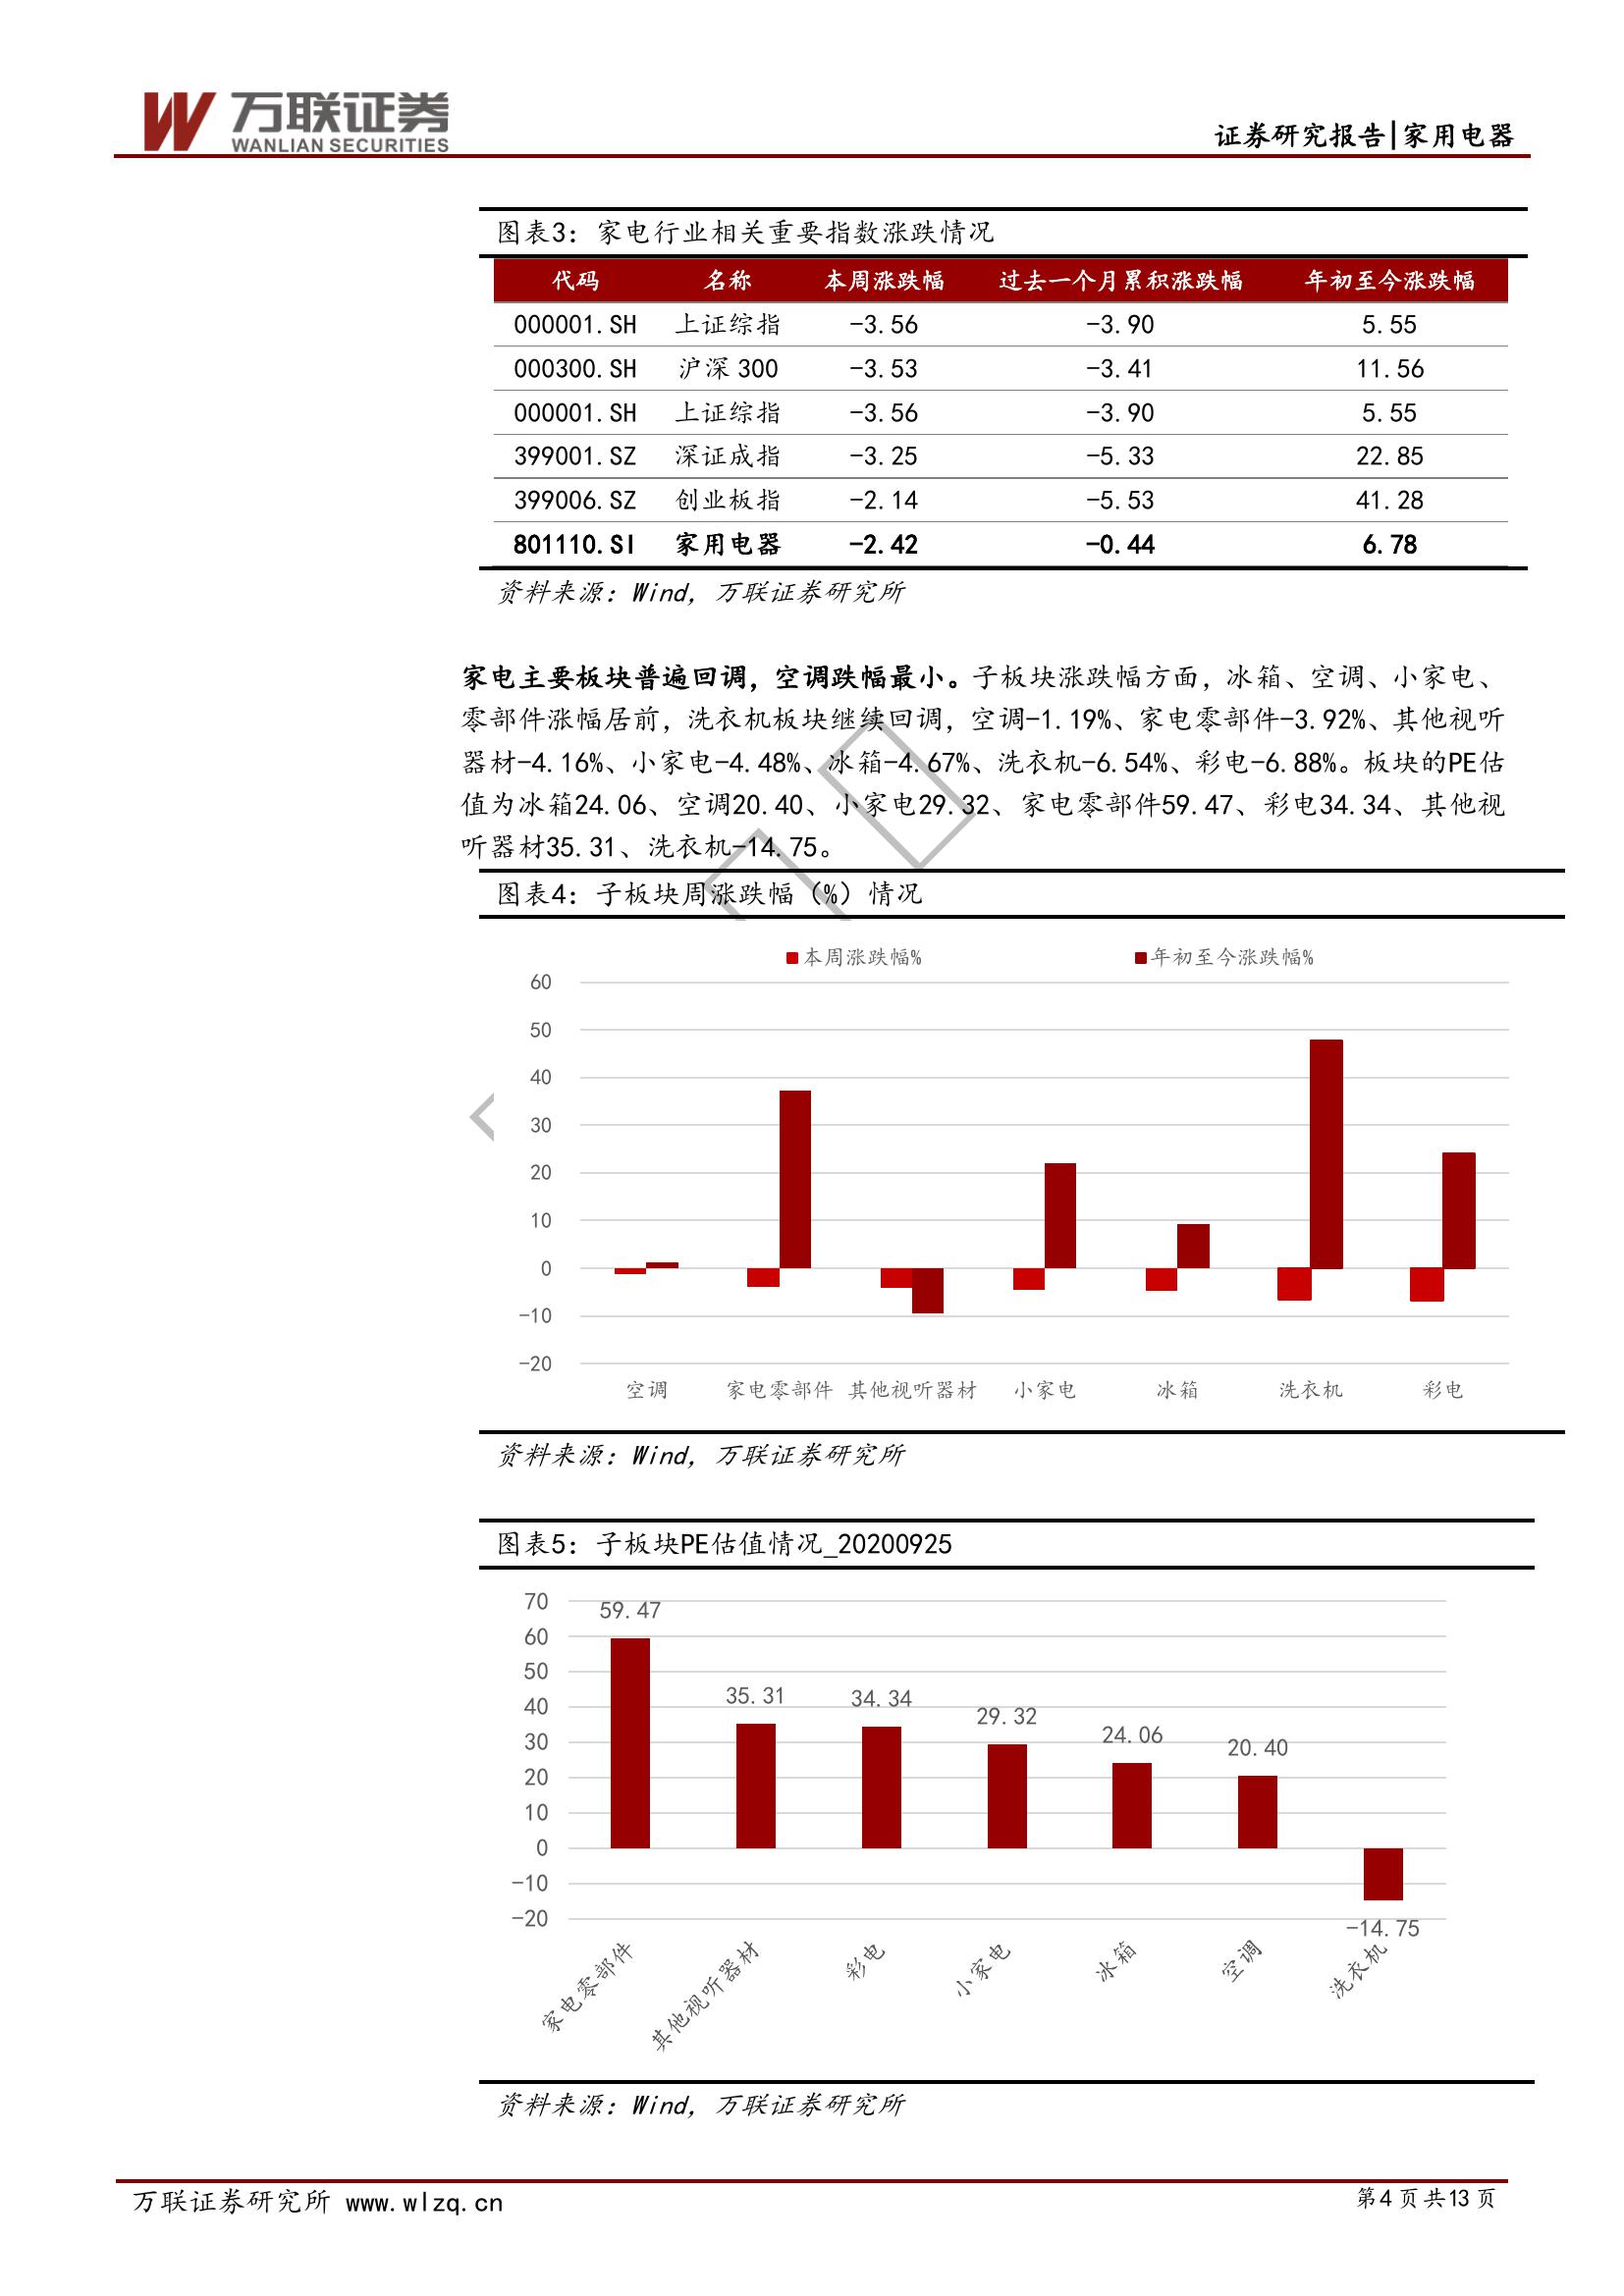 万联证券
WANLIAN SECURITIES
证券研究报告|家用电器
图表3：家电行业相关重要指数涨跌情况
代码 名称 本周涨跌幅 过去一个月累积涨跌幅 年初至今涨跌幅
000001.SH 上证综指 -3.56 -3.90 5.55
000300.SH 沪深300 -3.53 -3.41 11.56
000001.SH 上证综指 -3.56 -3.90 5.55
399001.SZ 深证成指 -3.25 -5.33 22.85
399006.SZ 创业板指 -2.14 -5.53 41.28
801110.SI 家用电器 -2.42 -0.44 6.78
资料来源：Wind，万联证券研究所
家电主要板块普遍回调，空调跌幅最小。子板块涨跌幅方面，冰箱、空调、小家电、
零部件涨幅居前，洗衣机板块继续回调，空调-1.19%、家电零部件-3.92%、其他视听
器材-4.16%、小家电-4.48%、冰箱-4.67%、洗衣机-6.54%、彩电-6.88%。板块的PE估
值为冰箱24.06、空调20.40、小家电29.32、家电零部件59.47、彩电34.34、其他视
听器材35.31、洗衣机-14.75。
图表4：子板块周涨跌幅（%）情况
本周涨跌幅% 年初至今涨跌幅%
60
50
40
30
20
10
0
-10
-20
空调 家电零部件 其他视听器材 小家电 冰箱 洗衣机 彩电
资料来源：Wind，万联证券研究所
图表5：子板块PE估值情况_20200925
70
60
50
40
30
20
10
0
-10
-20
59.47
35.31
34.34
29.32
24.06
20.40
-14.75
家电零部件 其他视听器材 彩电 小家电 冰箱 空调 洗衣机
资料来源：Wind，万联证券研究所
万联证券研究所 www.wlzq.cn
第4页共13页